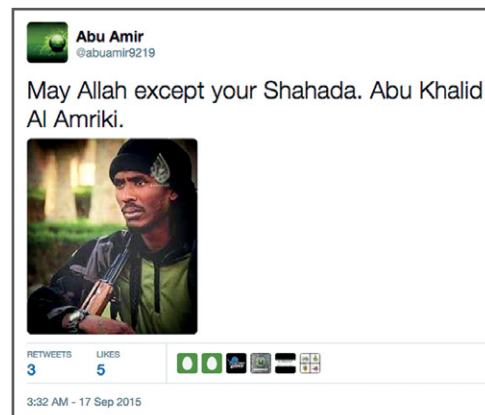 Abu Amir
@abuamir9219
May Allah except your Shahada. Abu Khalid
Al Amriki.
RETWEETS LIKES
3 5
3:32 AM - 17 Sep 2015